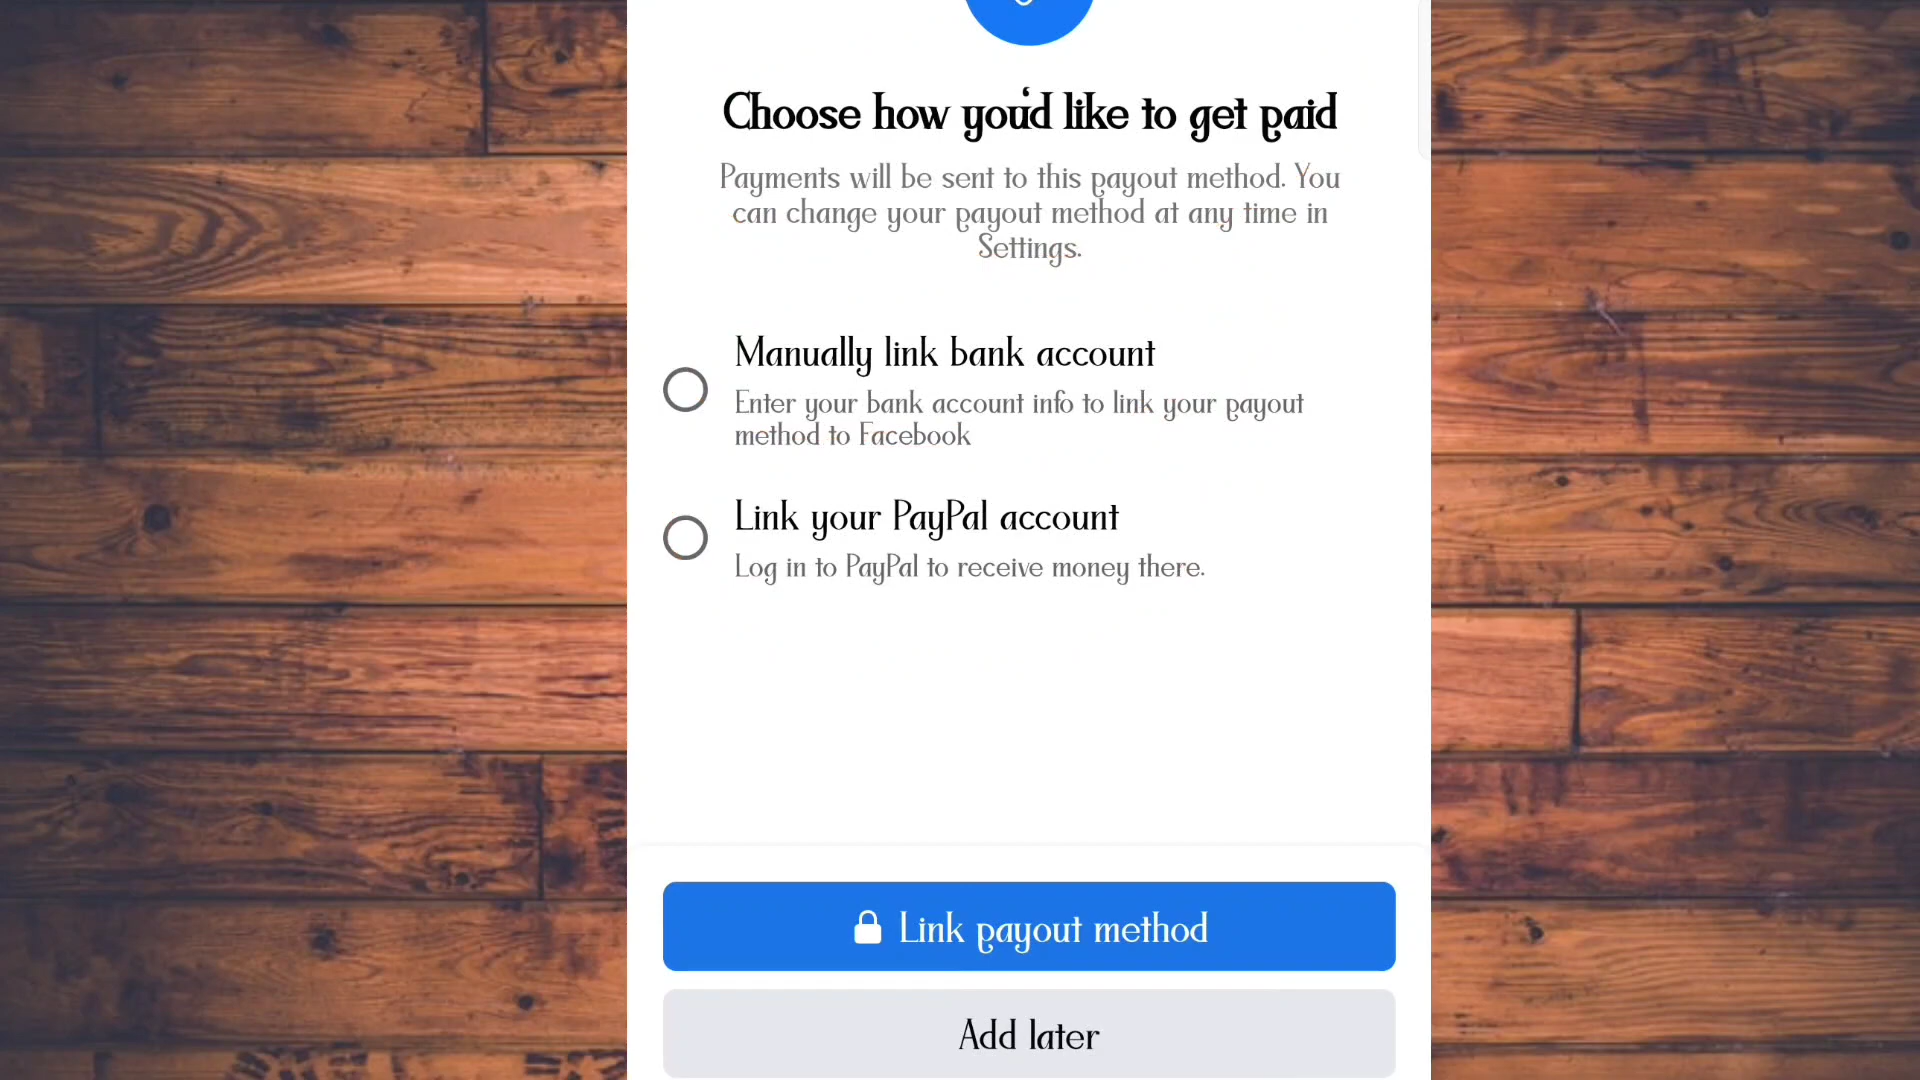 Choose how you'd like to get paid
Payments will be sent to this payout method. You
can change your payout method at any time in
Settings.
Manually link bank account
Enter your bank account info to link your payout
method to Facebook
Link your PayPal account
Log in to PayPal to receive money there.
Link payout method
Add later